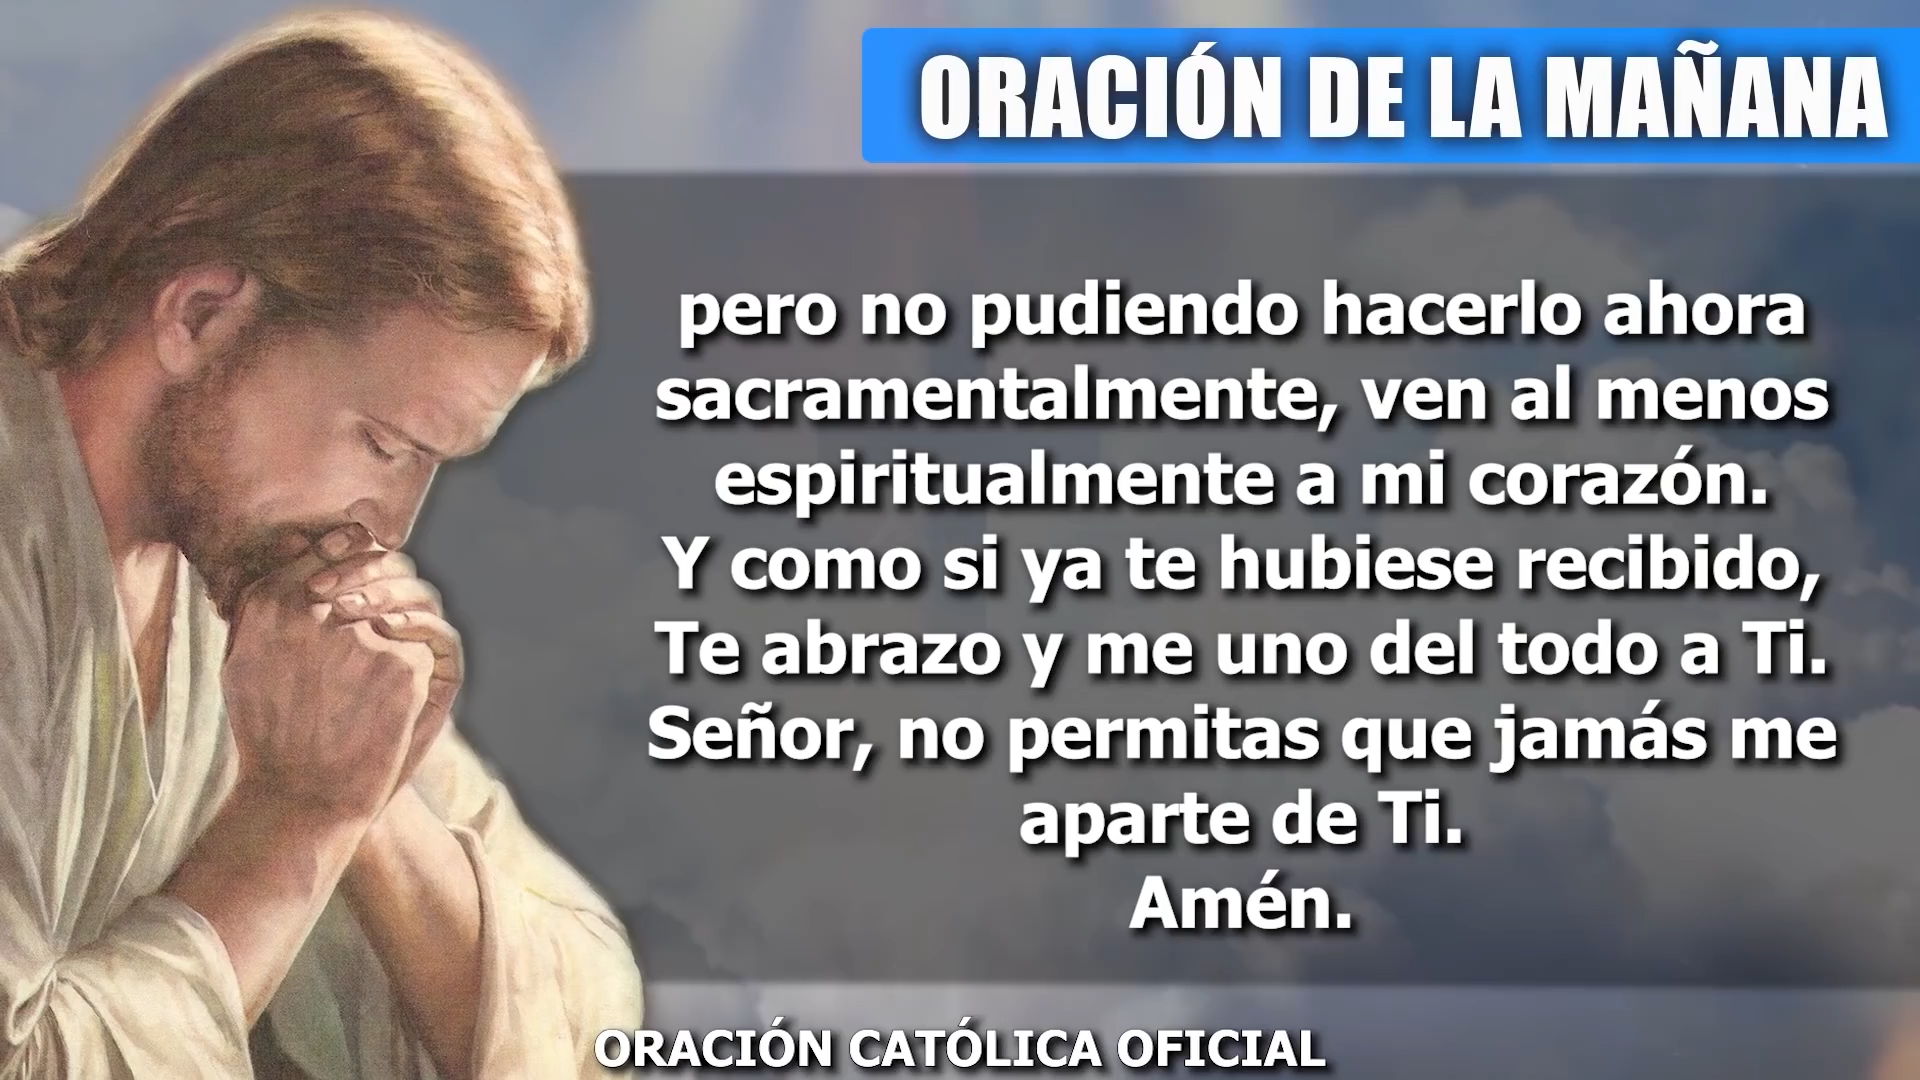 ORACIÓN DE LA MAÑANA
pero no pudiendo hacerlo ahora
sacramentalmente, ven al menos
espiritualmente a mi corazón.
Y como si ya te hubiese recibido,
Te abrazo y me uno del todo a Ti.
Señor, no permitas que jamás me
aparte de Ti.
Amén.
ORACIÓN CATÓLICA OFICIAL